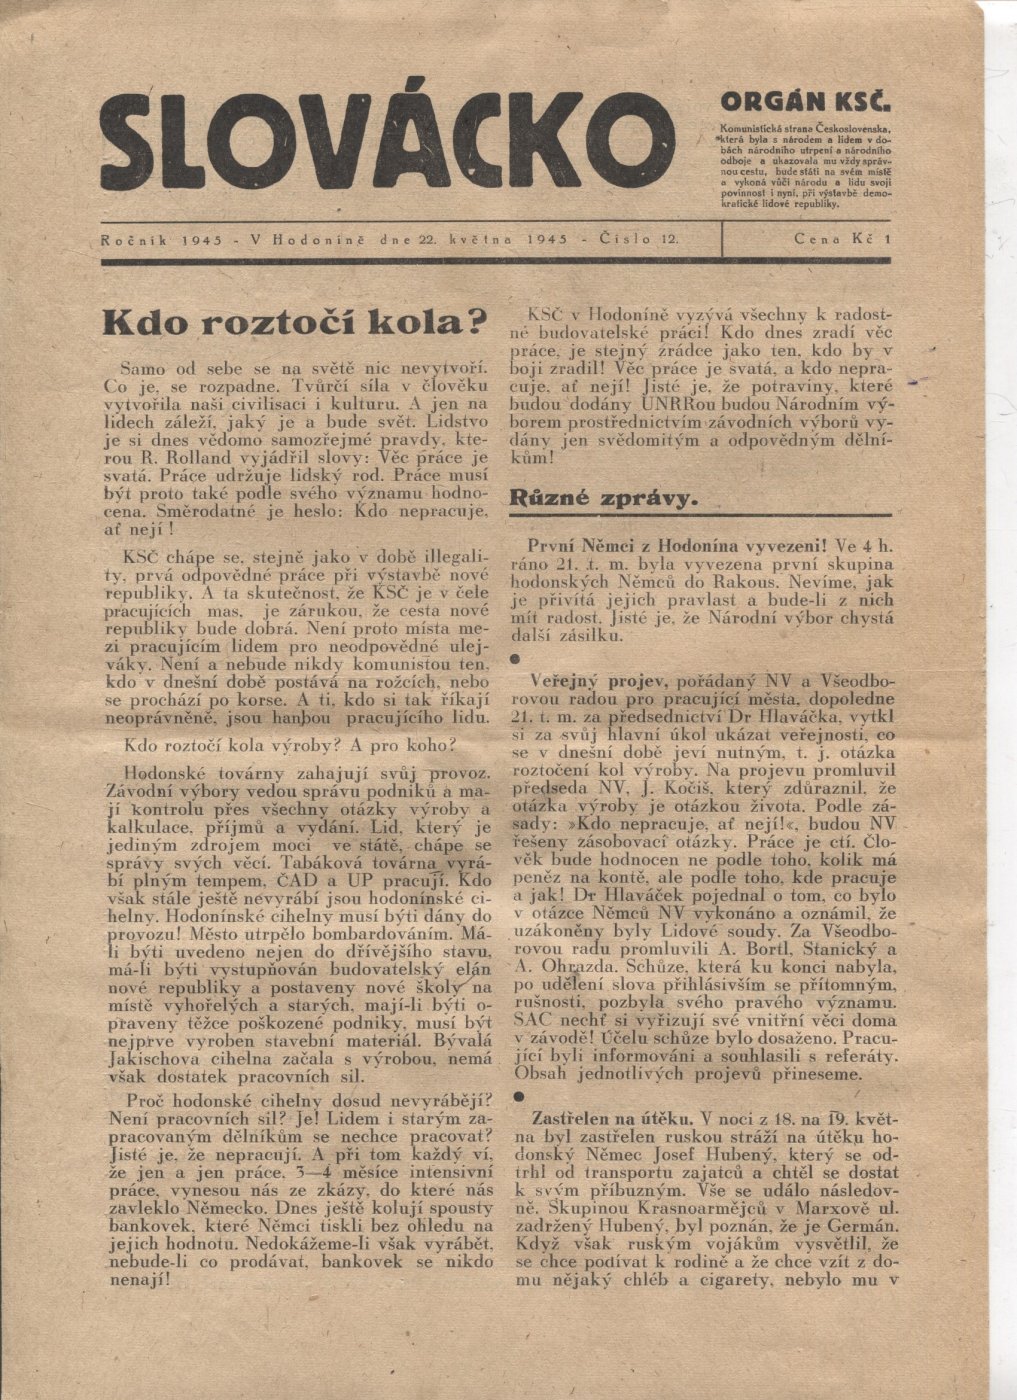 SLOVÁCKO
ORGÁN KSČ.
Komunistická strana Československa,
která byla s národem a lidem v do-
bách národního utrpení a národního
odboje a ukazovala mu vždy správ-
nou cestu, bude státi na svém místě
a vykoná vůči národu a lidu svoji
povinnost i nyní, při výstavbě demo-
kratické lidové republiky.
Ročník 1945 - V Hodoníně dne 22. května 1945 - Číslo 12.
Cena Kč 1
Kdo roztočí kola?
Samo od sebe se na světě nic nevytvoří.
Co je, se rozpadne. Tvůrčí síla v člověku
vytvořila naši civilisaci i kulturu. A jen na
lidech záleží, jaký je a bude svět. Lidstvo
je si dnes vědomo samozřejmé pravdy, kte-
rou R. Rolland vyjádřil slovy: Věc práce je
svatá. Práce udržuje lidský rod. Práce musí
být proto také podle svého významu hodno-
cena. Směrodatné je heslo: Kdo nepracuje,
ať nejí !
KSČ chápe se, stejně jako v době illegali-
ty, prvá odpovědné práce při výstavbě nové
republiky. A ta skutečnost, že KSČ je v čele
pracujících mas, je zárukou, že cesta nové
republiky bude dobrá. Není proto místa me-
zi pracujícím lidem pro neodpovědné ulej-
váky. Není a nebude nikdy komunistou ten,
kdo v dnešní době postává na rožcích, nebo
se prochází po korse. A ti, kdo si tak říkají
neoprávněně, jsou hanbou pracujícího lidu.
Kdo roztočí kola výroby? A pro koho?
Hodonské továrny zahajují svůj provoz.
Závodní výbory vedou správu podniků a ma-
jí kontrolu přes všechny otázky výroby a
kalkulace, příjmů a vydání. Lid, který je
jediným zdrojem moci ve státě, chápe se
správy svých věcí. Tabáková továrna vyrá-
bí plným tempem, ČAD a UP pracují. Kdo
však stále ještě nevyrábí jsou hodonínské ci-
helny. Hodonínské cihelny musí býti dány do
provozu! Město utrpělo bombardováním. Má-
li býti uvedeno nejen do dřívějšího stavu,
má-li býti vystupňován budovatelský elán
nové republiky a postaveny nové školy na
místě vyhořelých a starých, mají-li býti o-
praveny těžce poškozené podniky, musí být
nejprve vyroben stavební materiál. Bývalá
Jakischova cihelna začala s výrobou, nemá
však dostatek pracovních sil.
Proč hodonské cihelny dosud nevyrábějí?
Není pracovních sil? Je! Lidem i starým za-
pracovaným dělníkům se nechce pracovat?
Jisté je, že nepracují. A při tom každý ví,
že jen a jen práce, 3—4 měsíce intensivní
práce, vynesou nás ze zkázy, do které nás
zavleklo Německo. Dnes ještě kolují spousty
bankovek, které Němci tiskli bez ohledu na
jejich hodnotu. Nedokážeme-li však vyrábět,
nebude-li co prodávat, bankovek se nikdo
nenají!
KSČ v Hodoníně vyzývá všechny k radost-
né budovatelské práci! Kdo dnes zradí věc
práce, je stejný zrádce jako ten, kdo by v
boji zradil! Věc práce je svatá, a kdo nepra-
cuje, ať nejí! Jisté je, že potraviny, které
budou dodány UNRRou budou Národním vý-
borem prostřednictvím závodních výborů vy-
dány jen svědomitým a odpovědným dělní-
kům!
Různé zprávy.
První Němci z Hodonína vyvezeni! Ve 4 h.
ráno 21. t. m. byla vyvezena první skupina
hodonských Němců do Rakous. Nevíme, jak
je přivítá jejich pravlast a bude-li z nich
mít radost. Jisté je, že Národní výbor chystá
další zásilku.
●
Veřejný projev, pořádaný NV a Všeodbo-
rovou radou pro pracující města, dopoledne
21. t. m. za předsednictví Dr Hlaváčka, vytkl
si za svůj hlavní úkol ukázat veřejnosti, co
se v dnešní době jeví nutným, t. j. otázka
roztočení kol výroby. Na projevu promluvil
předseda NV, J. Kočiš, který zdůraznil, že
otázka výroby je otázkou života. Podle zá-
sady: »Kdo nepracuje, ať nejí!«, budou NV
řešeny zásobovací otázky. Práce je ctí. Člo-
věk bude hodnocen ne podle toho, kolik má
peněz na kontě, ale podle toho, kde pracuje
a jak! Dr Hlaváček pojednal o tom, co bylo
v otázce Němců NV vykonáno a oznámil, že
uzákoněny byly Lidové soudy. Za Všeodbo-
rovou radu promluvili A. Bortl, Stanický a
A. Ohrazda. Schůze, která ku konci nabyla,
po udělení slova přihlásivším se přítomným,
rušnosti, pozbyla svého pravého významu.
SAC nechť si vyřizují své vnitřní věci doma
v závodě! Účelu schůze bylo dosaženo. Pracu-
jící byli informováni a souhlasili s referáty.
Obsah jednotlivých projevů přineseme.
●
Zastřelen na útěku. V noci z 18. na 19. květ-
na byl zastřelen ruskou stráží na útěku ho-
donský Němec Josef Hubený, který se od-
trhl od transportu zajatců a chtěl se dostat
k svým příbuzným. Vše se událo následov-
ně. Skupinou Krasnoarmějců v Marxově ul.
zadržený Hubený, byl poznán, že je Germán.
Když však ruským vojákům vysvětlil, že
se chce podívat k rodině a že chce vzít z do-
mu nějaký chléb a cigarety, nebylo mu v